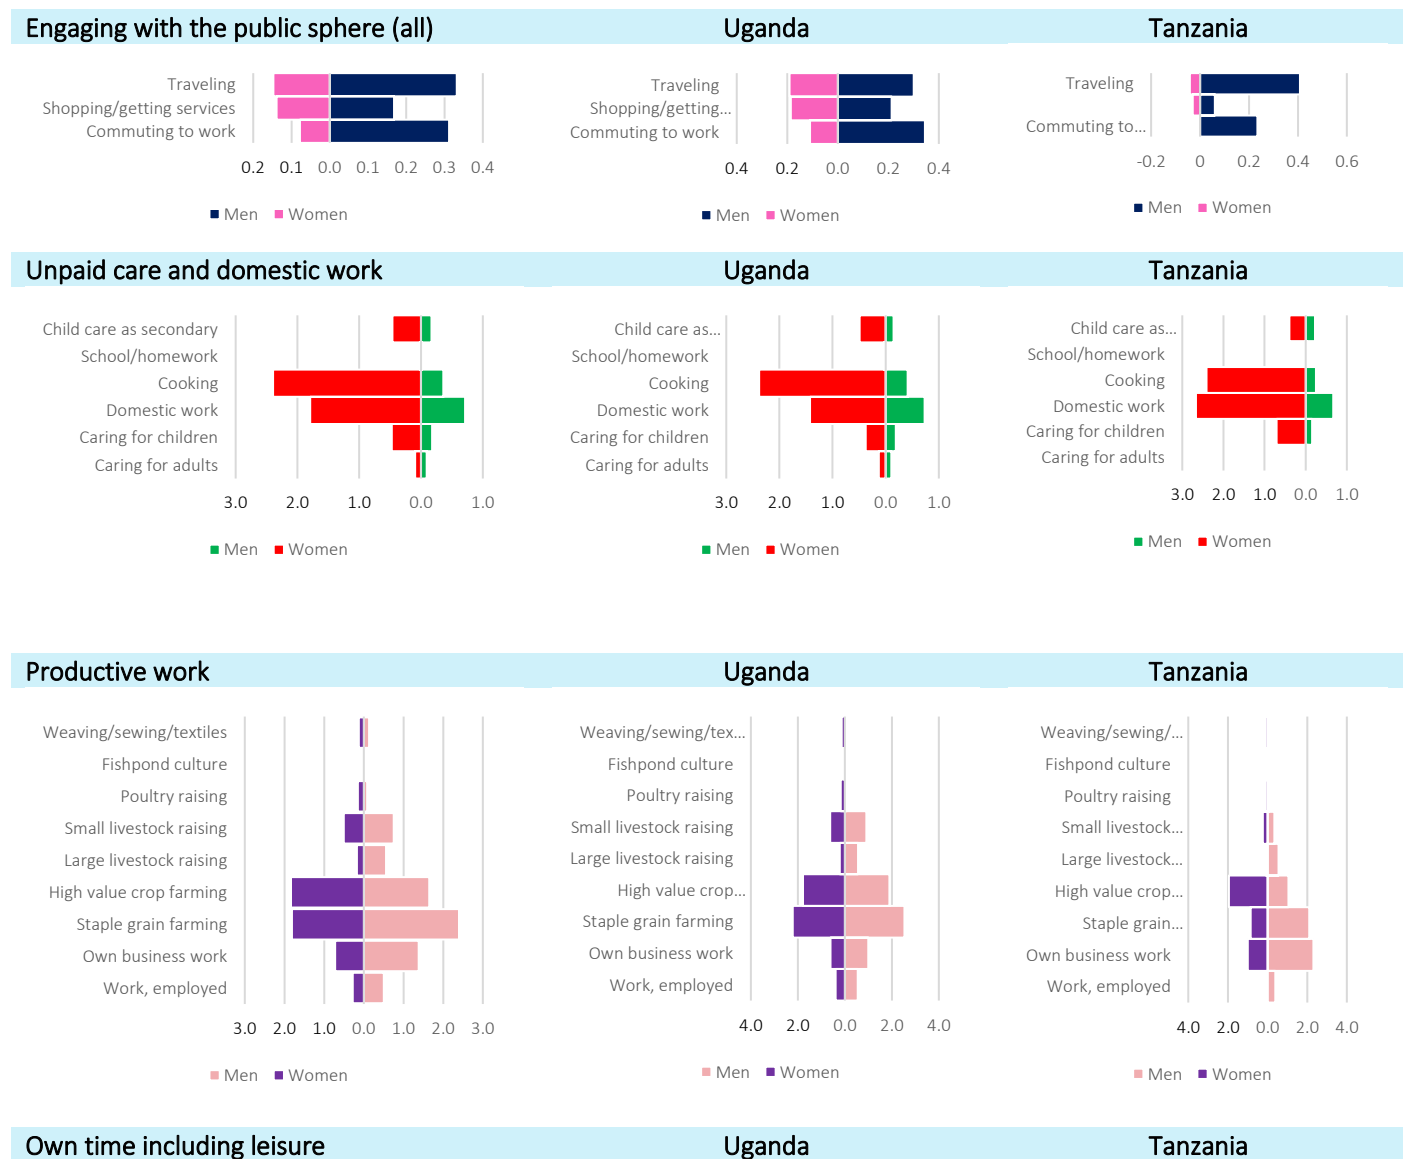 Engaging with the public sphere (all) Uganda Tanzania
Traveling
Shopping/getting services
Commuting to work
0.2 0.1 0.0 0.1 0.2 0.3 0.4
Men Women
Traveling
Shopping/getting...
Commuting to work
0.4 0.2 0.0 0.2 0.4
Men Women
Traveling
Commuting to...
-0.2 0 0.2 0.4 0.6
Men Women
Unpaid care and domestic work Uganda Tanzania
Child care as secondary
School/homework
Cooking
Domestic work
Caring for children
Caring for adults
3.0 2.0 1.0 0.0 1.0
Men Women
Child care as...
School/homework
Cooking
Domestic work
Caring for children
Caring for adults
3.0 2.0 1.0 0.0 1.0
Men Women
Child care as...
School/homework
Cooking
Domestic work
Caring for children
Caring for adults
3.0 2.0 1.0 0.0 1.0
Men Women
Productive work Uganda Tanzania
Weaving/sewing/textiles
Fishpond culture
Poultry raising
Small livestock raising
Large livestock raising
High value crop farming
Staple grain farming
Own business work
Work, employed
3.0 2.0 1.0 0.0 1.0 2.0 3.0
Men Women
Weaving/sewing/tex...
Fishpond culture
Poultry raising
Small livestock raising
Large livestock raising
High value crop...
Staple grain farming
Own business work
Work, employed
4.0 2.0 0.0 2.0 4.0
Men Women
Weaving/sewing/...
Fishpond culture
Poultry raising
Small livestock...
Large livestock...
High value crop...
Staple grain...
Own business work
Work, employed
4.0 2.0 0.0 2.0 4.0
Men Women
Own time including leisure Uganda Tanzania